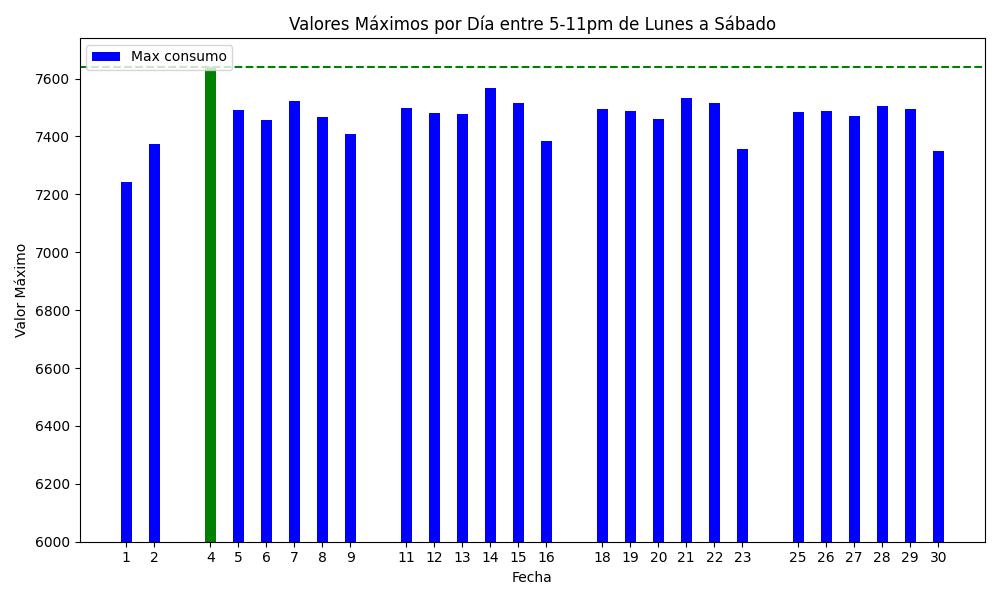 Valores Máximos por Día entre 5-11pm de Lunes a Sábado
Max consumo
7600
7400
7200
7000
6800
6600
6400
6200
6000
Valor Máximo
1 2 4 5 6 7 8 9 11 12 13 14 15 16 18 19 20 21 22 23 25 26 27 28 29 30
Fecha